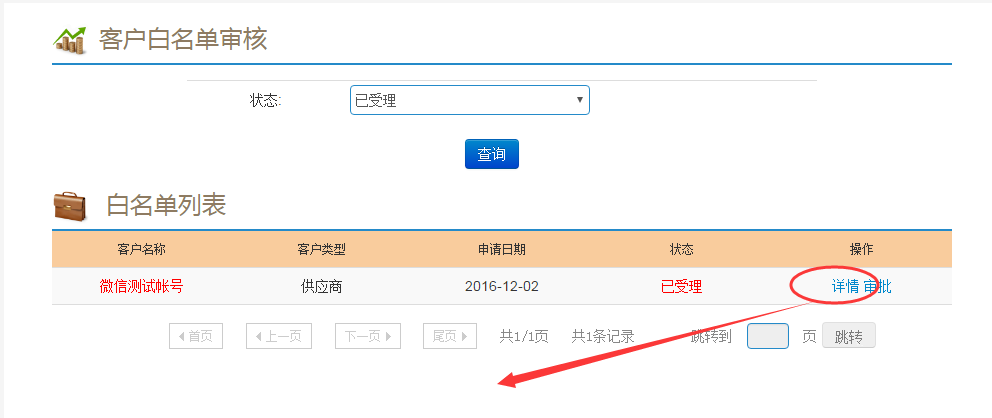 客户白名单审核
状态: 已受理
查询
白名单列表
客户名称 客户类型 申请日期 状态 操作
微信测试帐号 供应商 2016-12-02 已受理 详情 审批
首页 上一页 下一页 尾页 共1/1页 共1条记录 跳转到 页 跳转